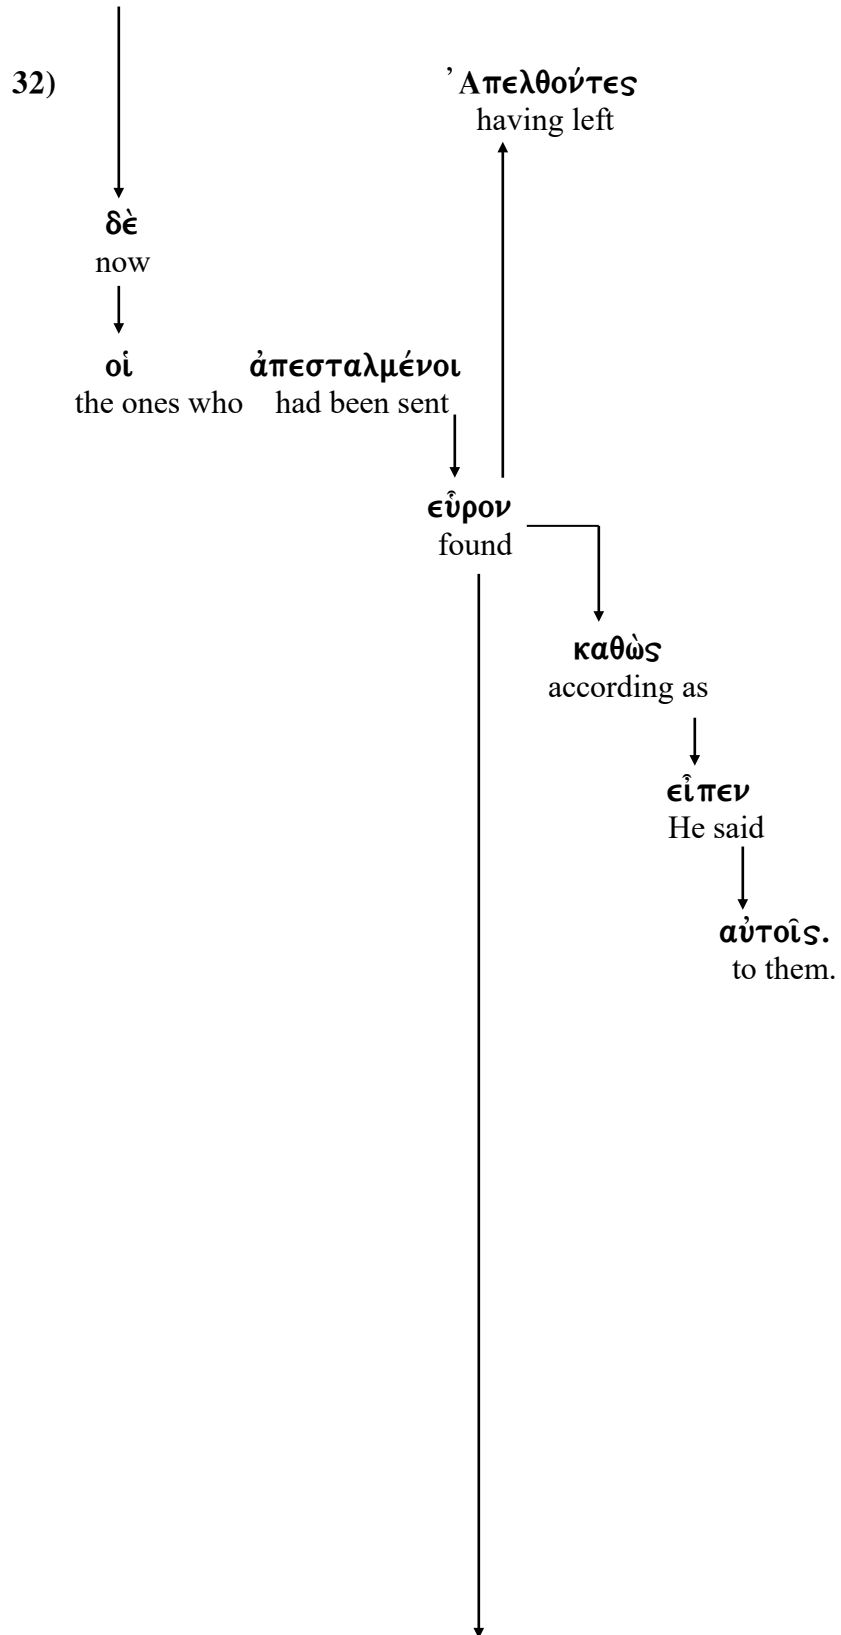 32) Ἀπελθόντες
having left
δὲ
now
οἱ ἀπεσταλμένοι
the ones who had been sent
εὗρον
found
καθὼς
according as
εἶπεν
He said
αὐτοῖς.
to them.